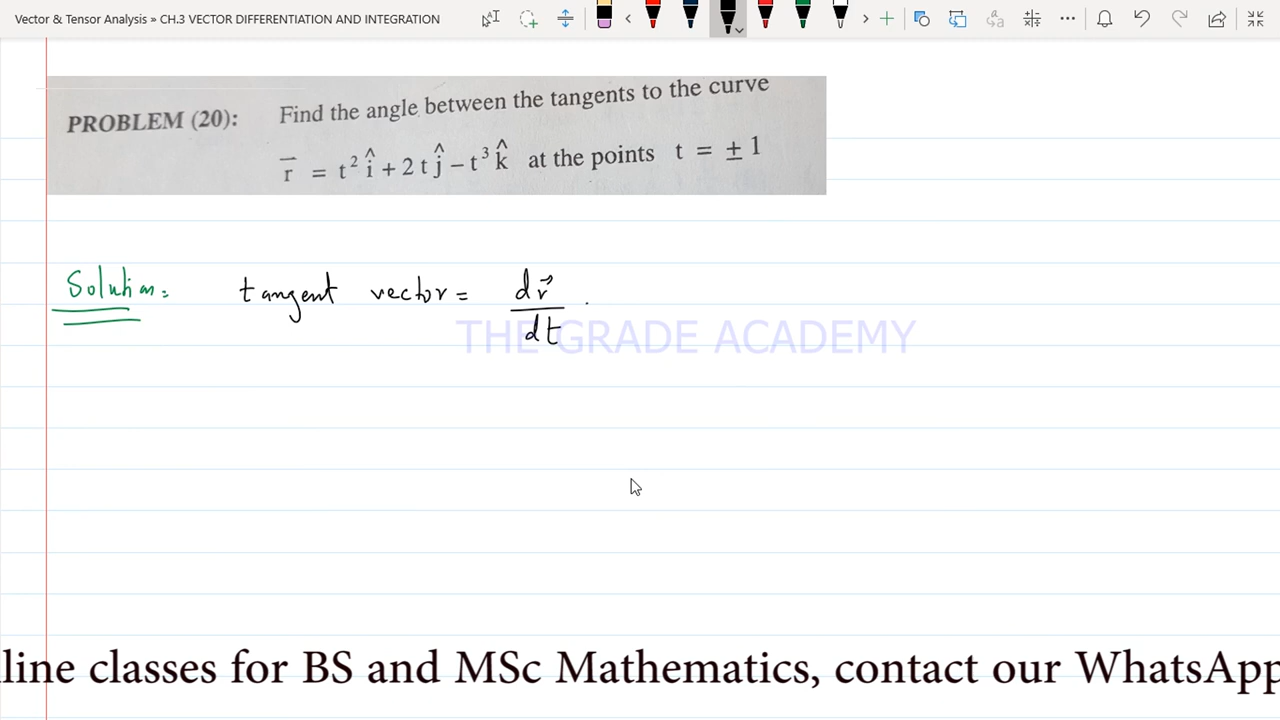 Vector & Tensor Analysis » CH.3 VECTOR DIFFERENTIATION AND INTEGRATION
PROBLEM (20): Find the angle between the tangents to the curve
r⃗ = t² î + 2 t ĵ – t³ k̂ at the points t = ± 1
Solution: tangent vector = dr⃗/dt .
THE GRADE ACADEMY
line classes for BS and MSc Mathematics, contact our WhatsApp